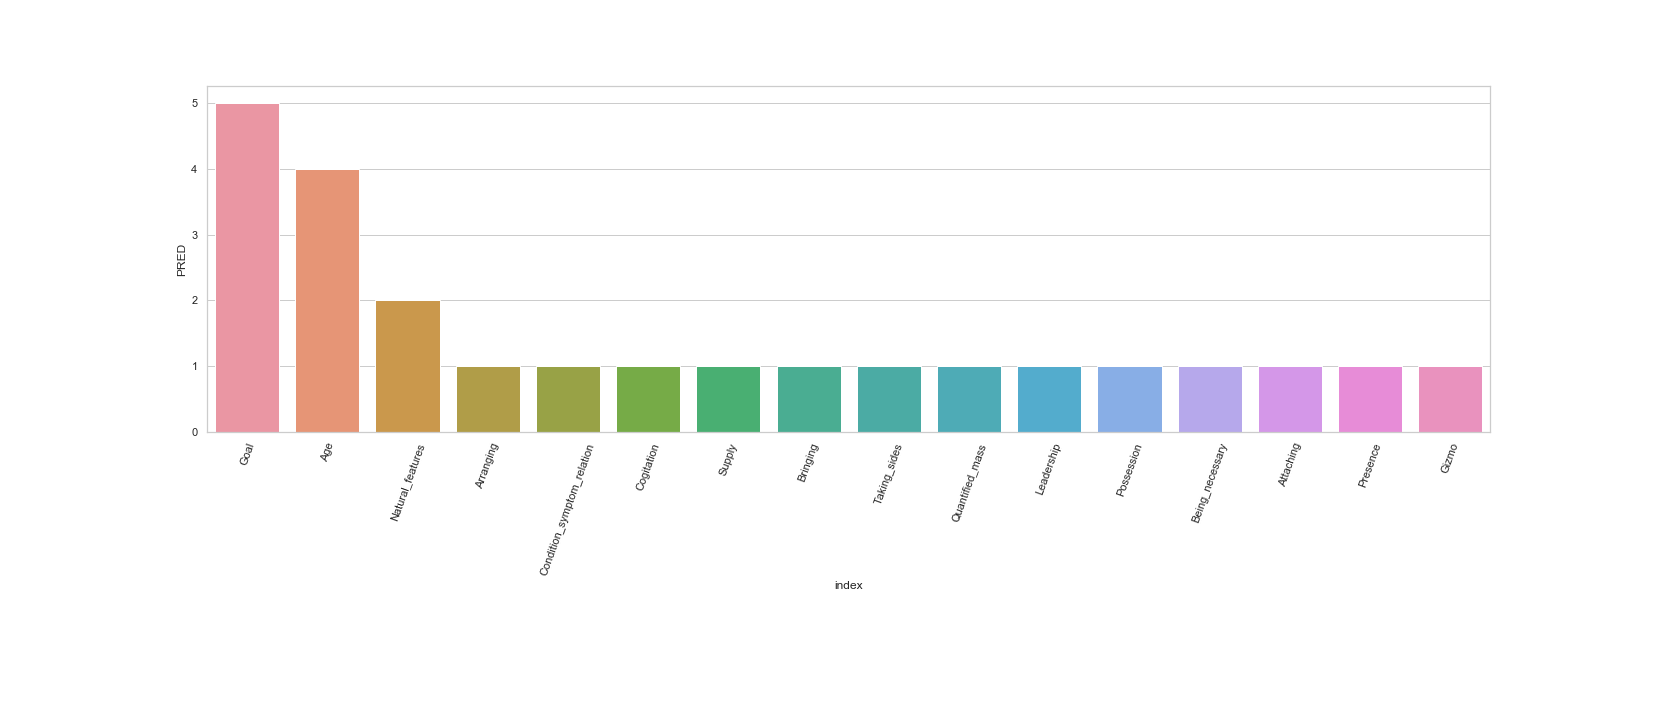 5
4
3
2
1
0
PRED
Goal
Age
Natural_features
Arranging
Condition_symptom_relation
Cogitation
Supply
Bringing
Taking_sides
Quantified_mass
Leadership
Possession
Being_necessary
Attaching
Presence
Gizmo
index